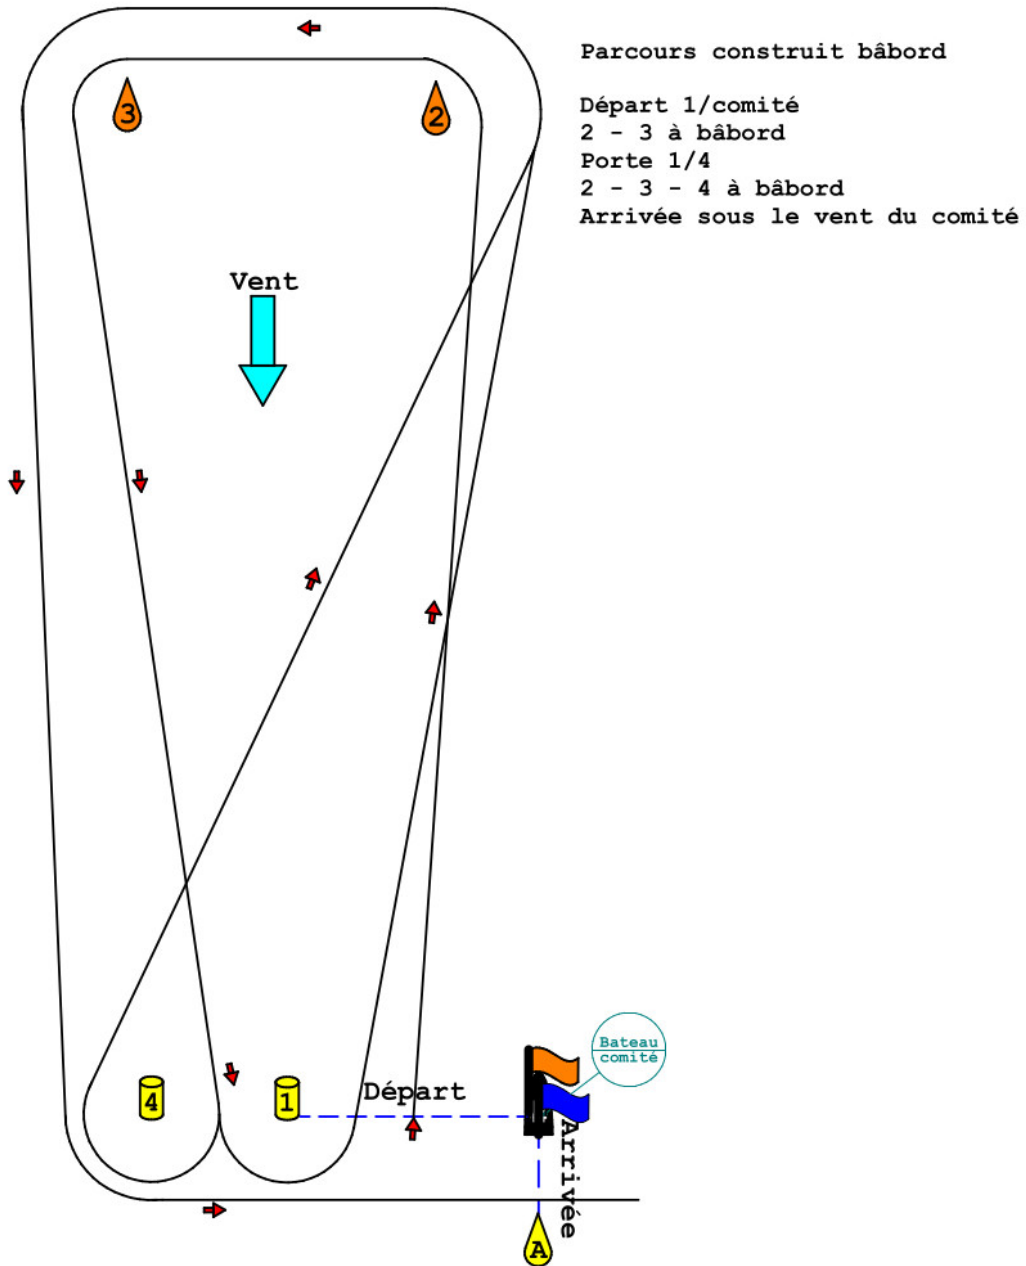 Parcours construit bâbord
Départ 1/comité
2 - 3 à bâbord
Porte 1/4
2 - 3 - 4 à bâbord
Arrivée sous le vent du comité
3
2
Vent
Bateau
comité
4
1
Départ
Arrivée
A